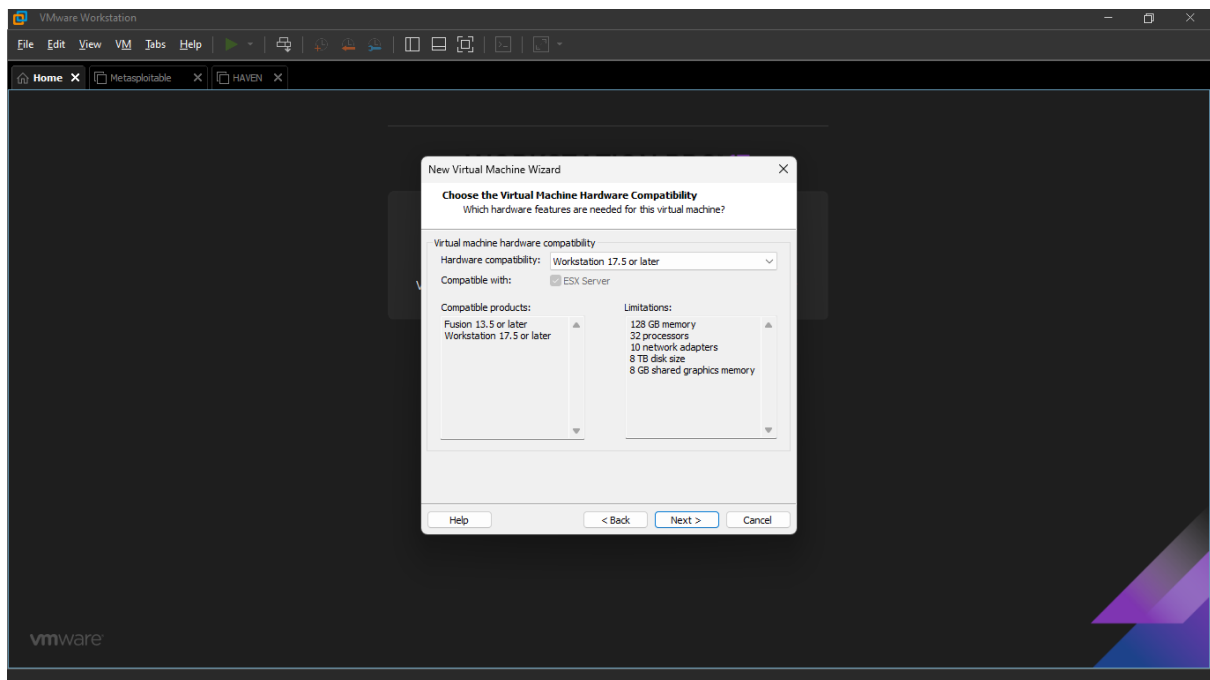 VMware Workstation
File Edit View VM Tabs Help
Home Metasploitable HAVEN
New Virtual Machine Wizard
Choose the Virtual Machine Hardware Compatibility
Which hardware features are needed for this virtual machine?
Virtual machine hardware compatibility
Hardware compatibility: Workstation 17.5 or later
Compatible with: ESX Server
Compatible products: Limitations:
Fusion 13.5 or later
Workstation 17.5 or later
128 GB memory
32 processors
10 network adapters
8 TB disk size
8 GB shared graphics memory
Help < Back Next > Cancel
vmware